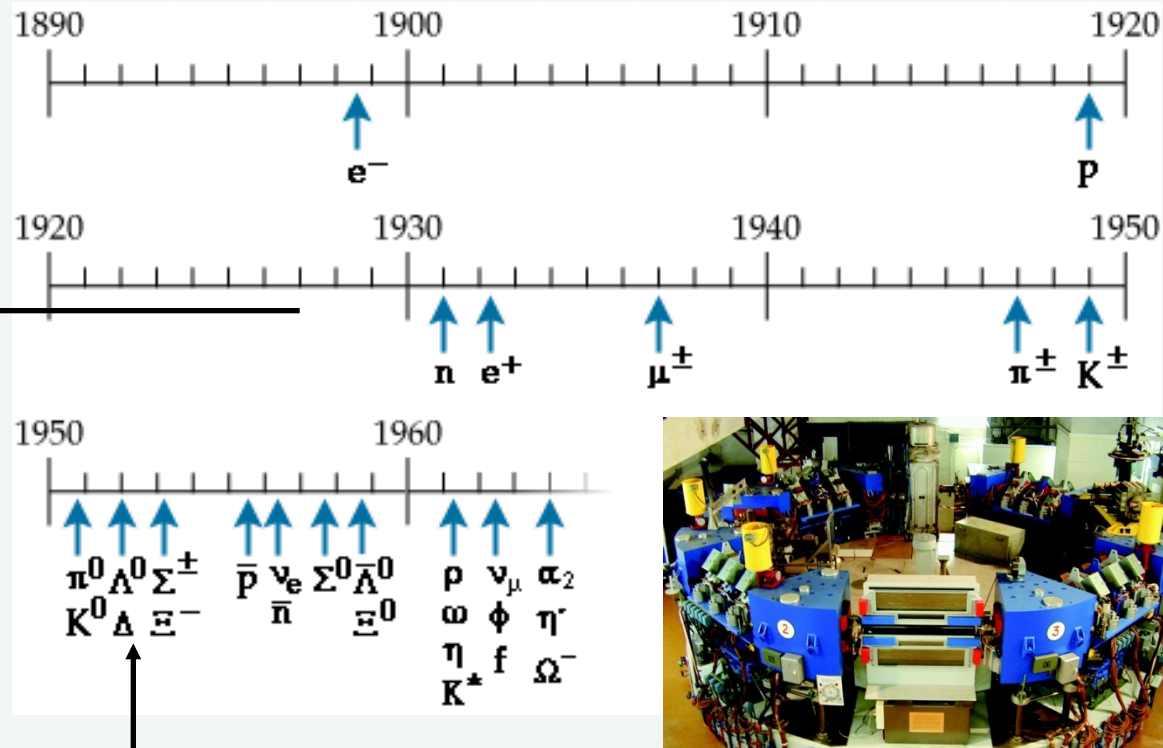 1890 1900 1910 1920
e⁻ p
1920 1930 1940 1950
n e⁺ μ± π± K±
1950 1960
π⁰ Λ⁰ Σ± p̅ νₑ Σ⁰ Λ̅⁰ ρ ν_μ α₂
K⁰ Δ Ξ⁻ n̅ Ξ⁰ ω ϕ η′
η f Ω⁻
K*
2 3